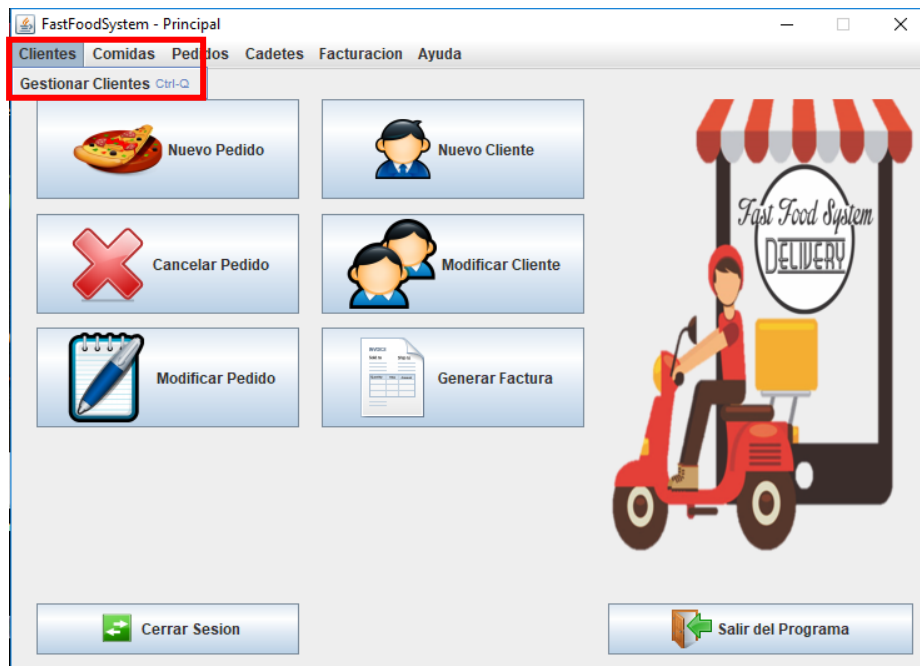 FastFoodSystem - Principal
Clientes Comidas Pedidos Cadetes Facturacion Ayuda
Gestionar Clientes Ctrl-Q
Nuevo Pedido
Nuevo Cliente
Fast Food System
DELIVERY
Cancelar Pedido
Modificar Cliente
Modificar Pedido
INVOICE
Generar Factura
Cerrar Sesion
Salir del Programa